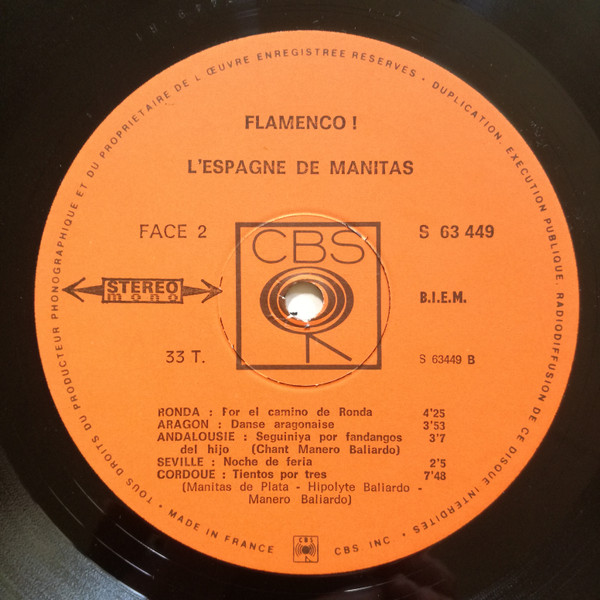 TOUS DROITS DU PRODUCTEUR PHONOGRAPHIQUE ET DU PROPRIETAIRE DE L'ŒUVRE ENREGISTREE RESERVES • DUPLICATION, EXECUTION PUBLIQUE, RADIODIFFUSION DE CE DISQUE INTERDITES •
FLAMENCO !
L'ESPAGNE DE MANITAS
FACE 2
CBS
S 63 449
STEREO
mono
B.I.E.M.
33 T.
S 63449 B
RONDA : For el camino de Ronda 4'25
ARAGON : Danse aragonaise 3'53
ANDALOUSIE : Seguiniya por fandangos 3'7
del hijo (Chant Manero Baliardo)
SEVILLE : Noche de feria 2'5
CORDOUE : Tientos por tres 7'48
(Manitas de Plata - Hipolyte Baliardo -
Manero Baliardo)
• MADE IN FRANCE
CBS
CBS INC •